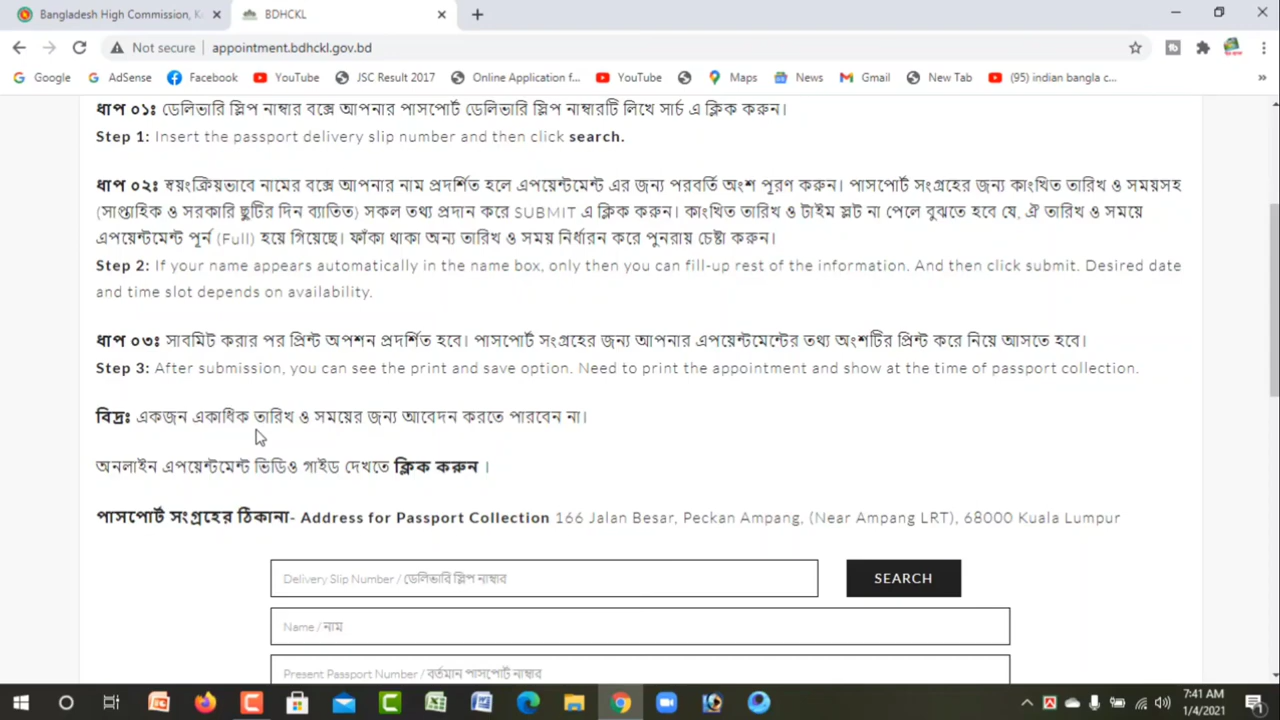 Bangladesh High Commission, K
BDHCKL
Not secure
appointment.bdhckl.gov.bd
Google
AdSense
Facebook
YouTube
JSC Result 2017
Online Application f...
YouTube
Maps
News
Gmail
New Tab
(95) indian bangla c...
ধাপ ০১ঃ ডেলিভারি স্লিপ নাম্বার বক্সে আপনার পাসপোর্ট ডেলিভারি স্লিপ নাম্বারটি লিখে সার্চ এ ক্লিক করুন।
Step 1: Insert the passport delivery slip number and then click search.
ধাপ ০২ঃ স্বয়ংক্রিয়ভাবে নামের বক্সে আপনার নাম প্রদর্শিত হলে এপয়েন্টমেন্ট এর জন্য পরবর্তি অংশ পূরণ করুন। পাসপোর্ট সংগ্রহের জন্য কাংখিত তারিখ ও সময়সহ
(সাপ্তাহিক ও সরকারি ছুটির দিন ব্যাতিত) সকল তথ্য প্রদান করে SUBMIT এ ক্লিক করুন। কাংখিত তারিখ ও টাইম স্লট না পেলে বুঝতে হবে যে, ঐ তারিখ ও সময়ে
এপয়েন্টমেন্ট পূর্ন (Full) হয়ে গিয়েছে। ফাঁকা থাকা অন্য তারিখ ও সময় নির্ধারন করে পুনরায় চেষ্টা করুন।
Step 2: If your name appears automatically in the name box, only then you can fill-up rest of the information. And then click submit. Desired date
and time slot depends on availability.
ধাপ ০৩ঃ সাবমিট করার পর প্রিন্ট অপশন প্রদর্শিত হবে। পাসপোর্ট সংগ্রহের জন্য আপনার এপয়েন্টমেন্টের তথ্য অংশটির প্রিন্ট করে নিয়ে আসতে হবে।
Step 3: After submission, you can see the print and save option. Need to print the appointment and show at the time of passport collection.
বিদ্রঃ একজন একাধিক তারিখ ও সময়ের জন্য আবেদন করতে পারবেন না।
অনলাইন এপয়েন্টমেন্ট ভিডিও গাইড দেখতে ক্লিক করুন ।
পাসপোর্ট সংগ্রহের ঠিকানা- Address for Passport Collection 166 Jalan Besar, Peckan Ampang, (Near Ampang LRT), 68000 Kuala Lumpur
Delivery Slip Number / ডেলিভারি স্লিপ নাম্বার
SEARCH
Name / নাম
Present Passport Number / বর্তমান পাসপোর্ট নাম্বার
7:41 AM
1/4/2021